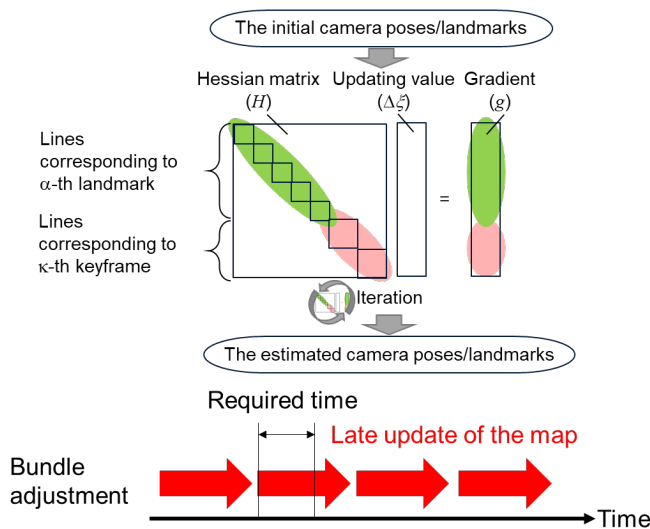 The initial camera poses/landmarks
Hessian matrix
(H)
Updating value
(Δξ)
Gradient
(g)
Lines
corresponding to
α-th landmark
Lines
corresponding to
κ-th keyframe
=
Iteration
The estimated camera poses/landmarks
Required time
Late update of the map
Bundle
adjustment
Time